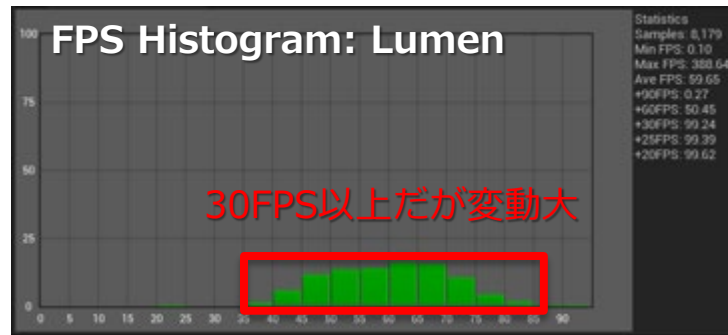 FPS Histogram: Lumen
Statistics
Samples: 8,179
Min FPS: 0.10
Max FPS: 388.64
Ave FPS: 59.65
+90FPS: 0.27
+60FPS: 50.45
+30FPS: 99.24
+25FPS: 99.39
+20FPS: 99.62
100
75
50
25
0
30FPS以上だが変動大
0 5 10 15 20 25 30 35 40 45 50 55 60 65 70 75 80 85 90